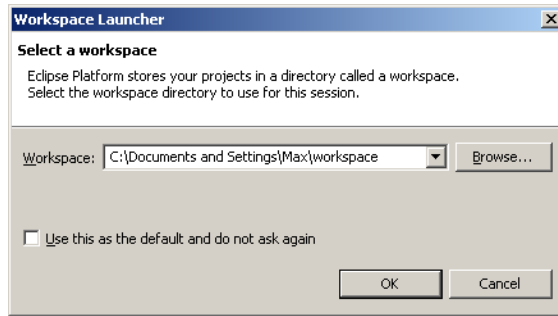 Workspace Launcher
Select a workspace
Eclipse Platform stores your projects in a directory called a workspace.
Select the workspace directory to use for this session.
Workspace: C:\Documents and Settings\Max\workspace Browse...
Use this as the default and do not ask again
OK Cancel